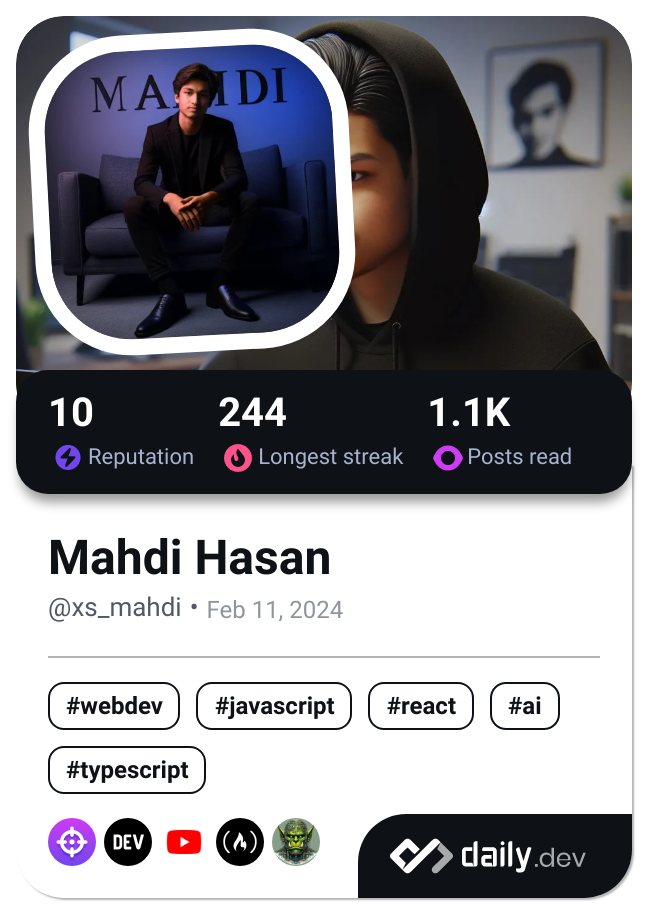 MAHDI
10 244 1.1K
Reputation Longest streak Posts read
Mahdi Hasan
@xs_mahdi • Feb 11, 2024
#webdev #javascript #react #ai
#typescript
DEV
daily.dev